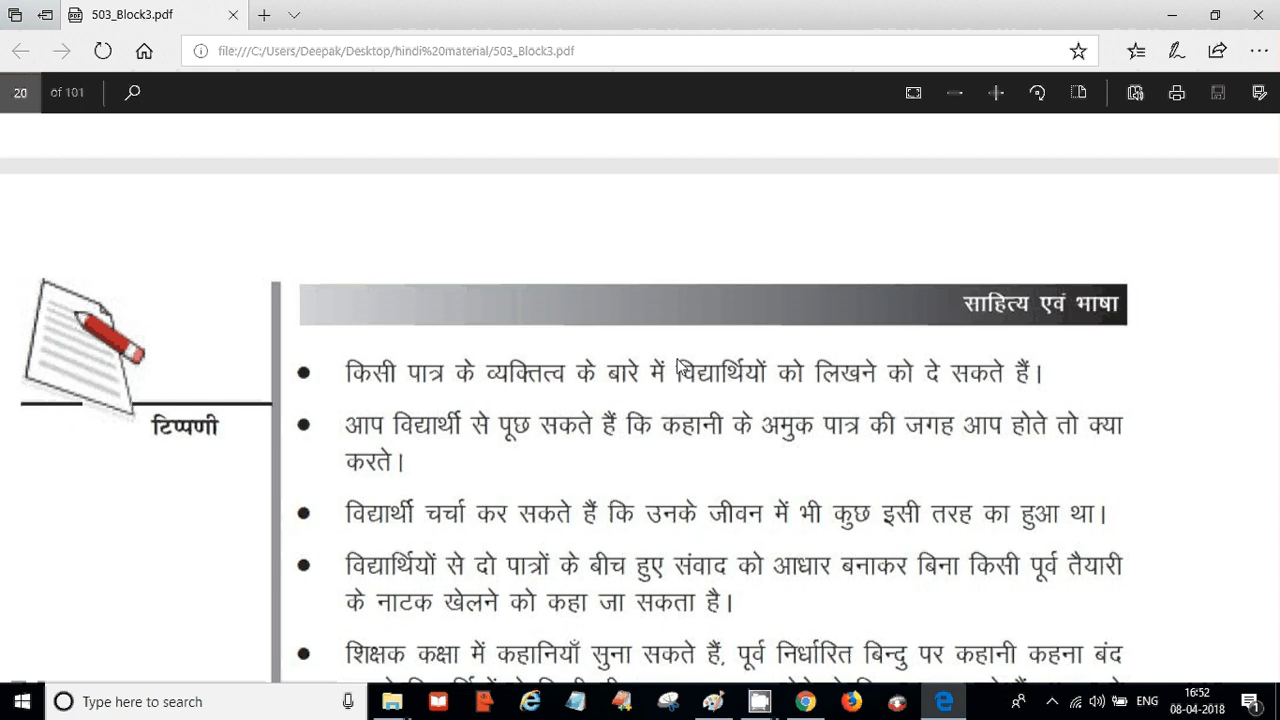 503_Block3.pdf
file:///C:/Users/Deepak/Desktop/hindi%20material/503_Block3.pdf
20 of 101
साहित्य एवं भाषा
टिप्पणी
● किसी पात्र के व्यक्तित्व के बारे में विद्यार्थियों को लिखने को दे सकते हैं।
● आप विद्यार्थी से पूछ सकते हैं कि कहानी के अमुक पात्र की जगह आप होते तो क्या
करते।
● विद्यार्थी चर्चा कर सकते हैं कि उनके जीवन में भी कुछ इसी तरह का हुआ था।
● विद्यार्थियों से दो पात्रों के बीच हुए संवाद को आधार बनाकर बिना किसी पूर्व तैयारी
के नाटक खेलने को कहा जा सकता है।
● शिक्षक कक्षा में कहानियाँ सुना सकते हैं, पूर्व निर्धारित बिन्दु पर कहानी कहना बंद
Type here to search
ENG
16:52
08-04-2018